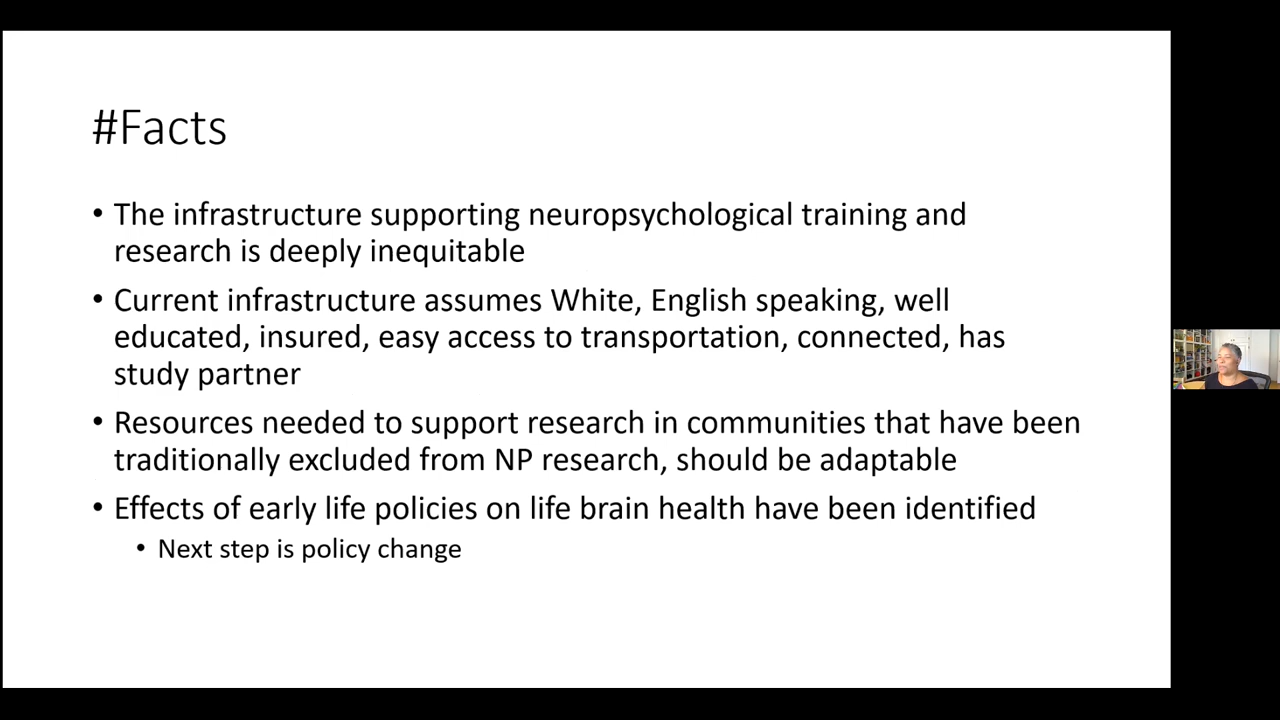 #Facts
• The infrastructure supporting neuropsychological training and
research is deeply inequitable
• Current infrastructure assumes White, English speaking, well
educated, insured, easy access to transportation, connected, has
study partner
• Resources needed to support research in communities that have been
traditionally excluded from NP research, should be adaptable
• Effects of early life policies on life brain health have been identified
• Next step is policy change